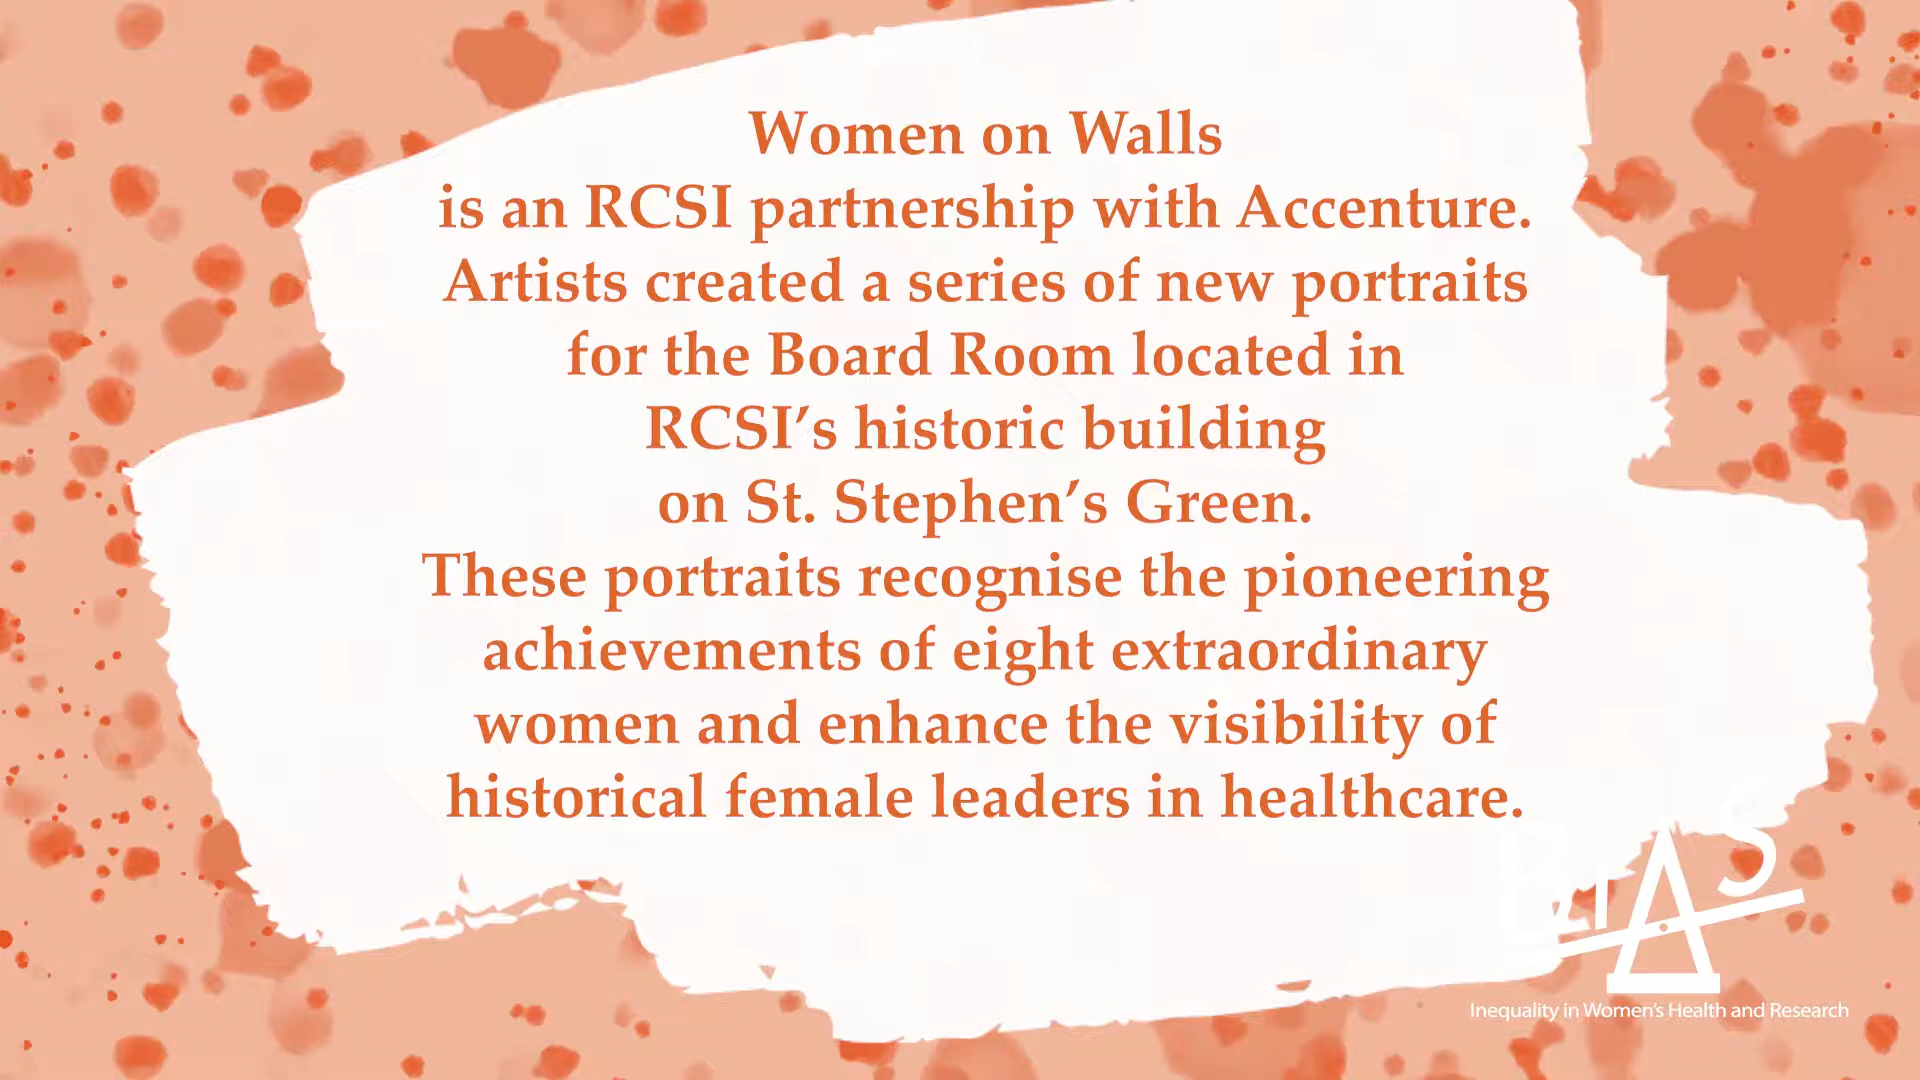 Women on Walls
is an RCSI partnership with Accenture.
Artists created a series of new portraits
for the Board Room located in
RCSI’s historic building
on St. Stephen’s Green.
These portraits recognise the pioneering
achievements of eight extraordinary
women and enhance the visibility of
historical female leaders in healthcare.
BIAS
Inequality in Women's Health and Research